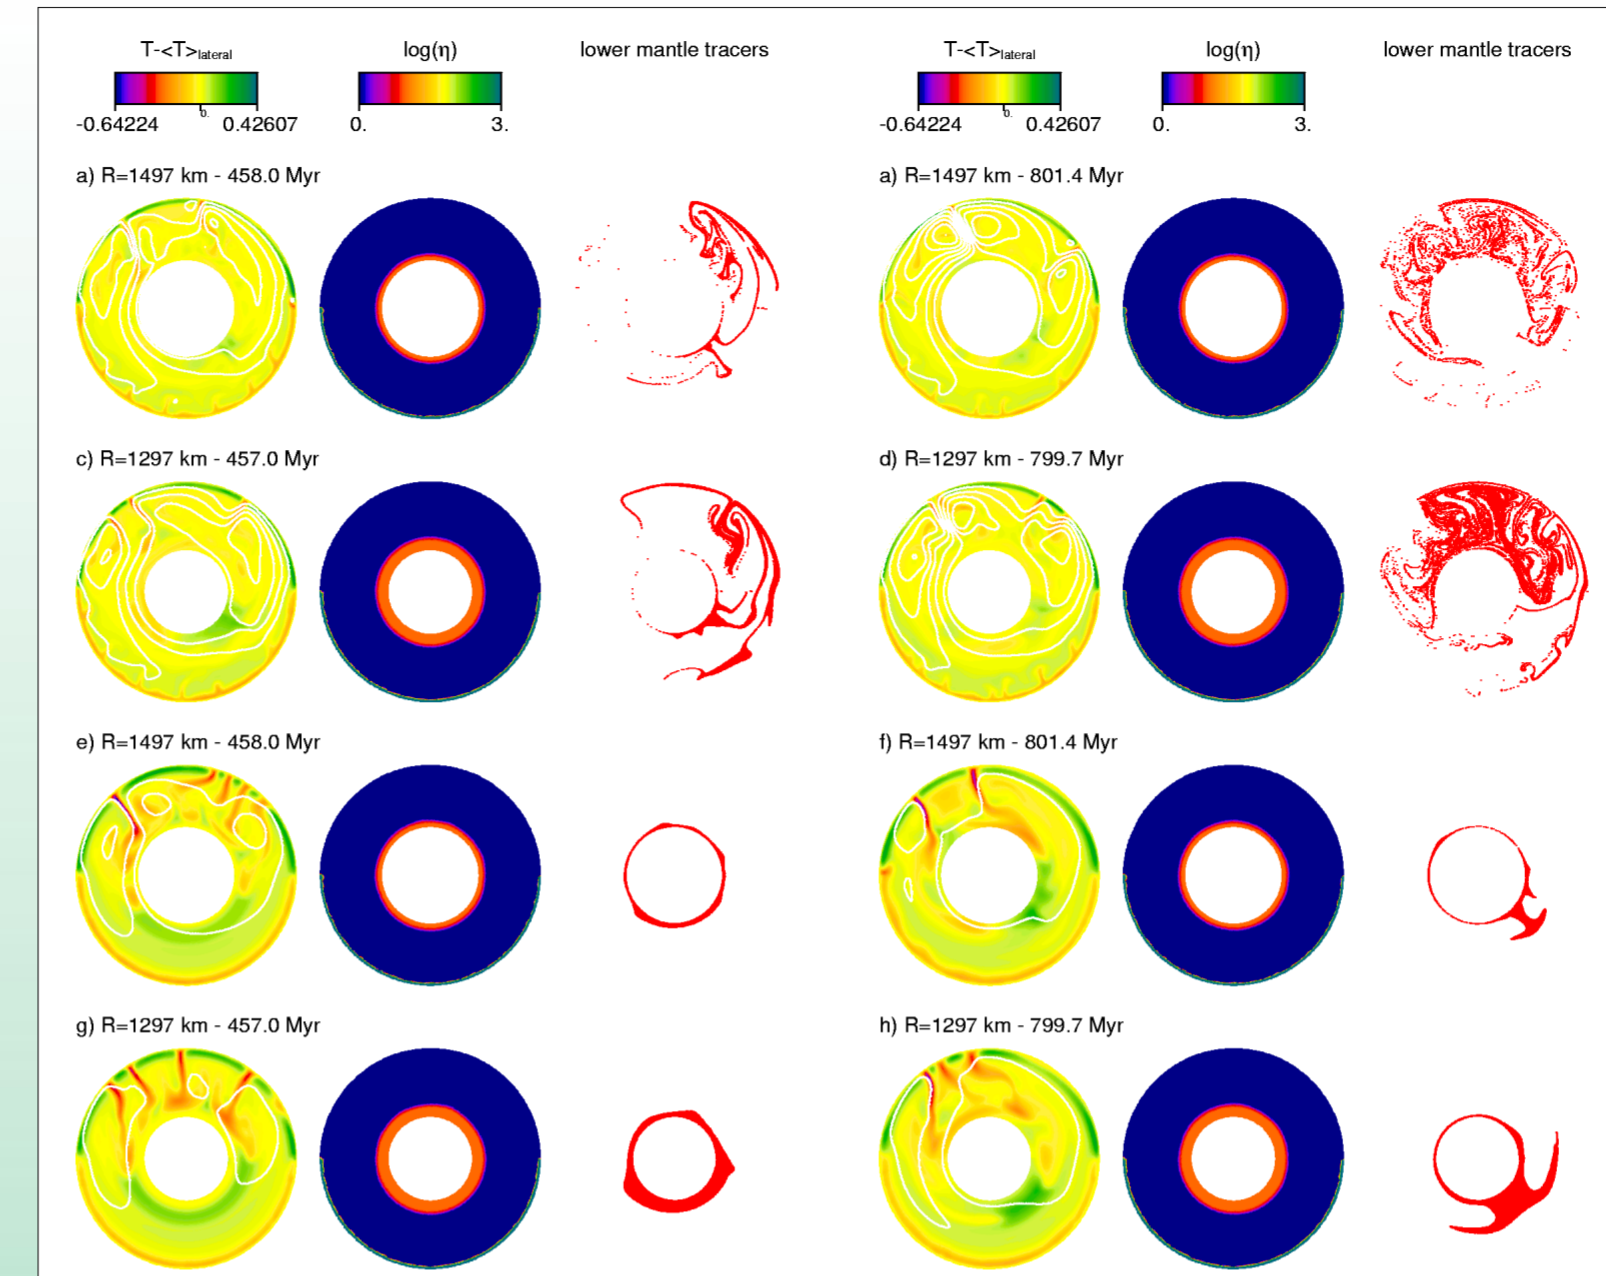 T-<T>lateral log(η) lower mantle tracers T-<T>lateral log(η) lower mantle tracers
0. 0.
-0.64224 0.42607 0. 3. -0.64224 0.42607 0. 3.
a) R=1497 km - 458.0 Myr a) R=1497 km - 801.4 Myr
c) R=1297 km - 457.0 Myr d) R=1297 km - 799.7 Myr
e) R=1497 km - 458.0 Myr f) R=1497 km - 801.4 Myr
g) R=1297 km - 457.0 Myr h) R=1297 km - 799.7 Myr